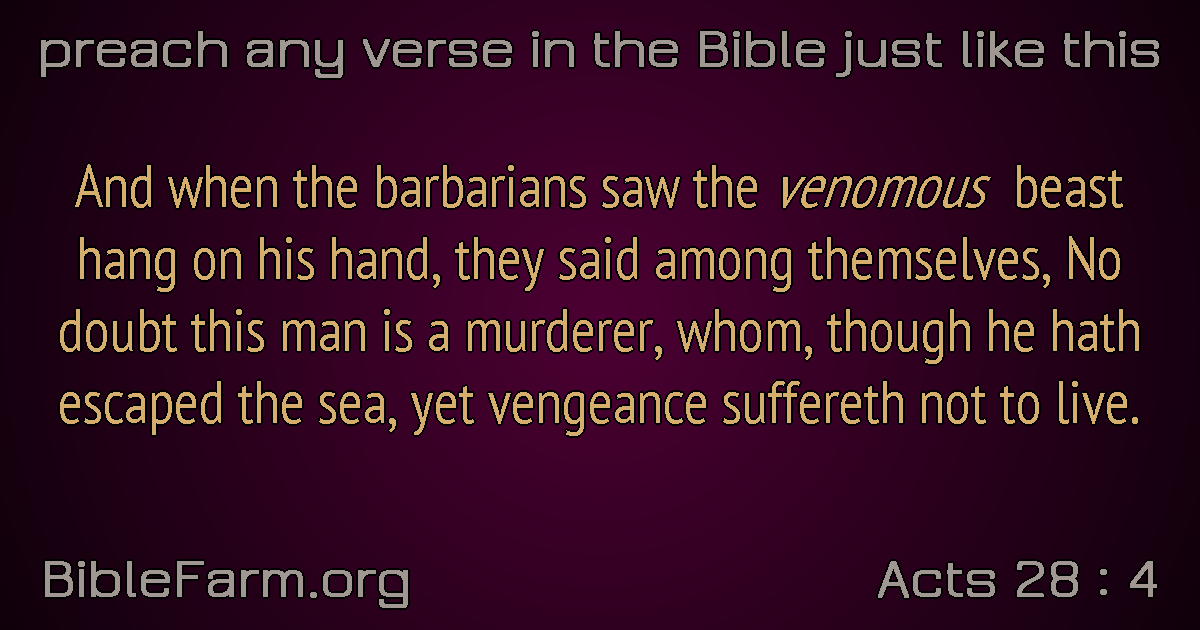 preach any verse in the Bible just like this
And when the barbarians saw the venomous beast
hang on his hand, they said among themselves, No
doubt this man is a murderer, whom, though he hath
escaped the sea, yet vengeance suffereth not to live.
BibleFarm.org
Acts 28 : 4